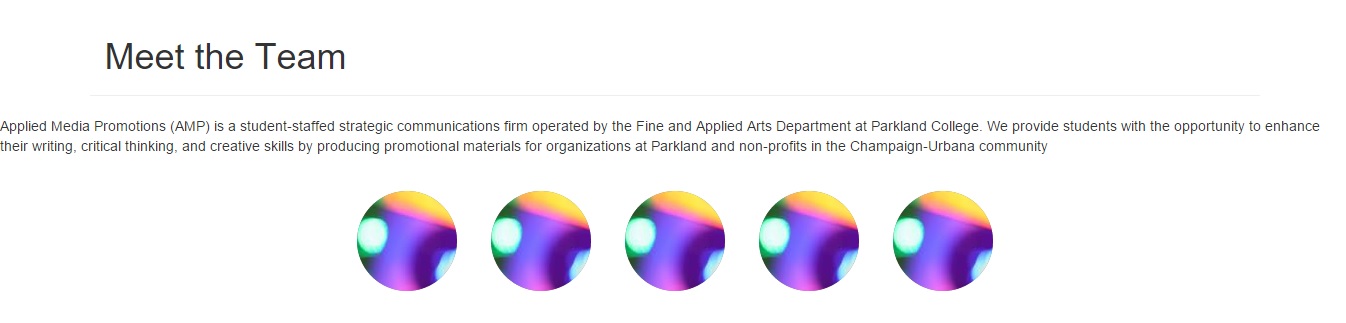 Meet the Team
Applied Media Promotions (AMP) is a student-staffed strategic communications firm operated by the Fine and Applied Arts Department at Parkland College. We provide students with the opportunity to enhance
their writing, critical thinking, and creative skills by producing promotional materials for organizations at Parkland and non-profits in the Champaign-Urbana community